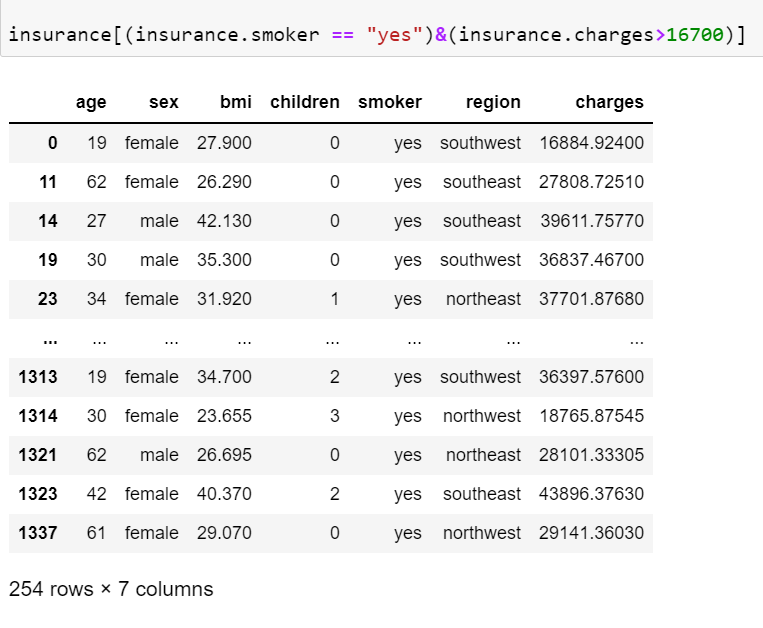 insurance[(insurance.smoker == "yes")&(insurance.charges>16700)]
age sex bmi children smoker region charges
0 19 female 27.900 0 yes southwest 16884.92400
11 62 female 26.290 0 yes southeast 27808.72510
14 27 male 42.130 0 yes southeast 39611.75770
19 30 male 35.300 0 yes southwest 36837.46700
23 34 female 31.920 1 yes northeast 37701.87680
... ... ... ... ... ... ... ...
1313 19 female 34.700 2 yes southwest 36397.57600
1314 30 female 23.655 3 yes northwest 18765.87545
1321 62 male 26.695 0 yes northeast 28101.33305
1323 42 female 40.370 2 yes southeast 43896.37630
1337 61 female 29.070 0 yes northwest 29141.36030
254 rows × 7 columns